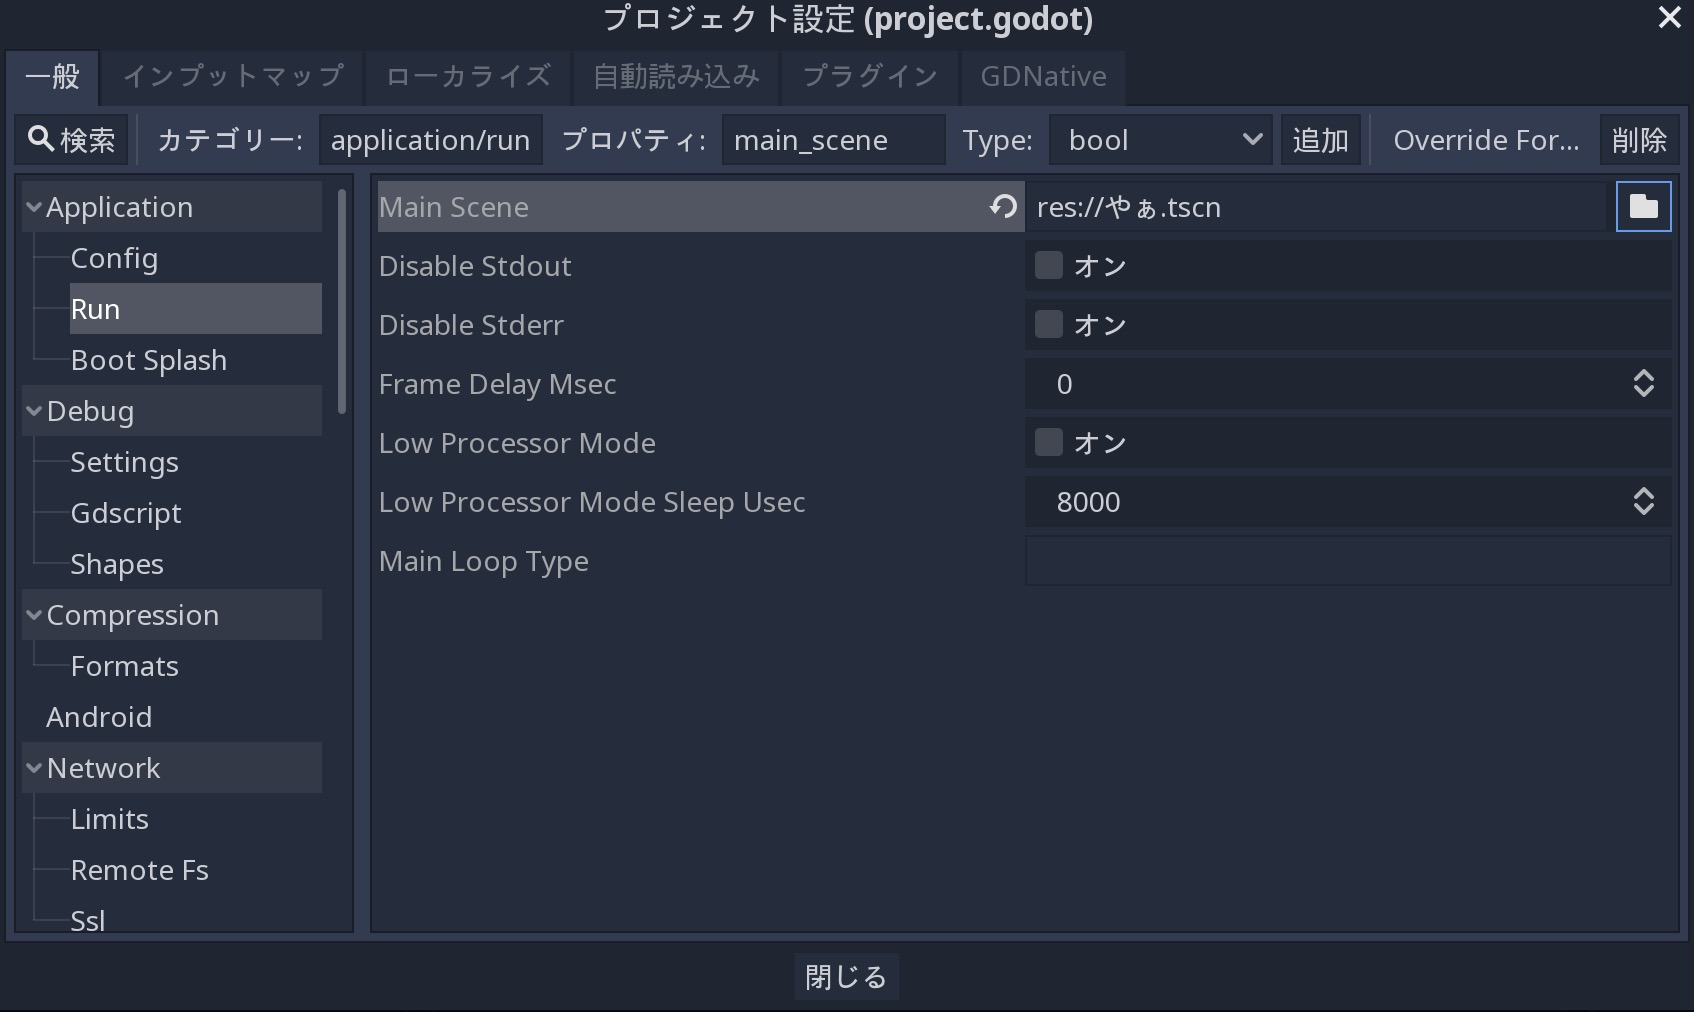 プロジェクト設定 (project.godot)
一般 インプットマップ ローカライズ 自動読み込み プラグイン GDNative
検索 カテゴリー: application/run プロパティ: main_scene Type: bool 追加 Override For... 削除
Application
Config
Run
Boot Splash
Debug
Settings
Gdscript
Shapes
Compression
Formats
Android
Network
Limits
Remote Fs
Ssl
Main Scene res://やぁ.tscn
Disable Stdout オン
Disable Stderr オン
Frame Delay Msec 0
Low Processor Mode オン
Low Processor Mode Sleep Usec 8000
Main Loop Type
閉じる